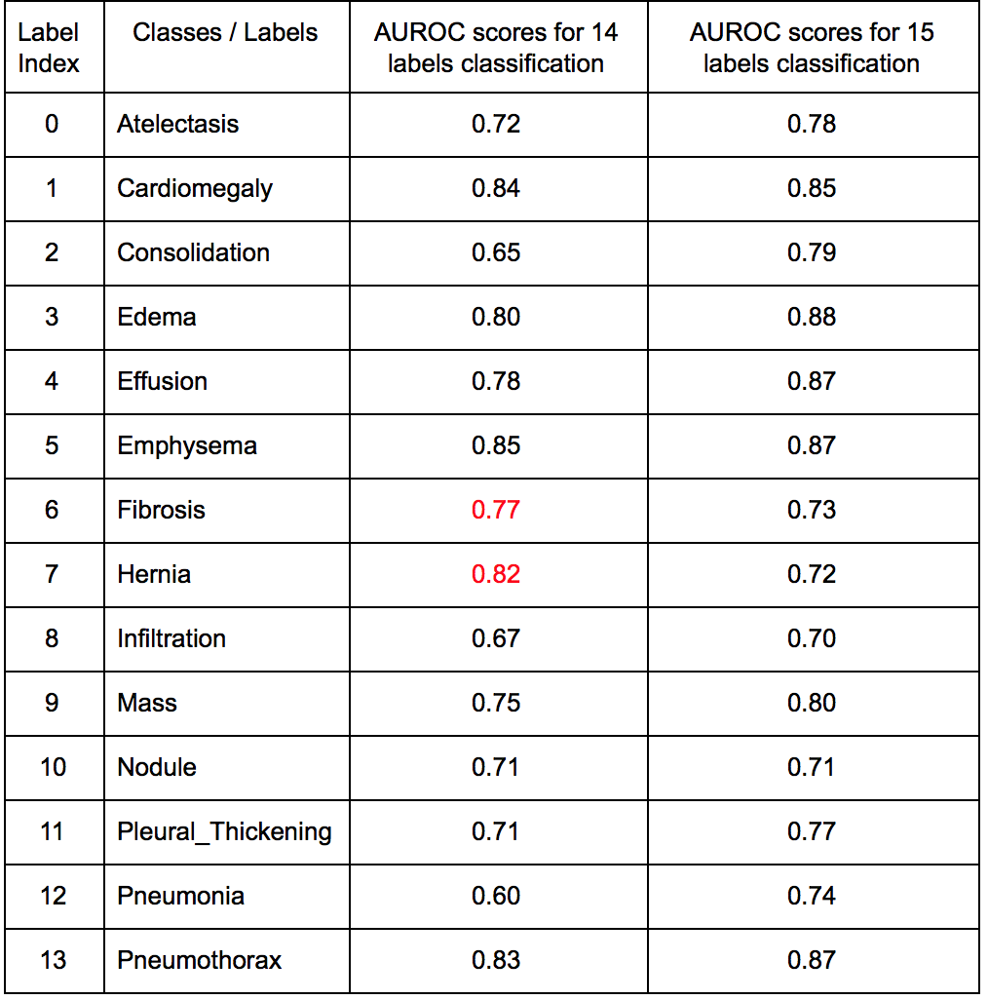 Label Index Classes / Labels AUROC scores for 14 labels classification AUROC scores for 15 labels classification
0 Atelectasis 0.72 0.78
1 Cardiomegaly 0.84 0.85
2 Consolidation 0.65 0.79
3 Edema 0.80 0.88
4 Effusion 0.78 0.87
5 Emphysema 0.85 0.87
6 Fibrosis 0.77 0.73
7 Hernia 0.82 0.72
8 Infiltration 0.67 0.70
9 Mass 0.75 0.80
10 Nodule 0.71 0.71
11 Pleural_Thickening 0.71 0.77
12 Pneumonia 0.60 0.74
13 Pneumothorax 0.83 0.87